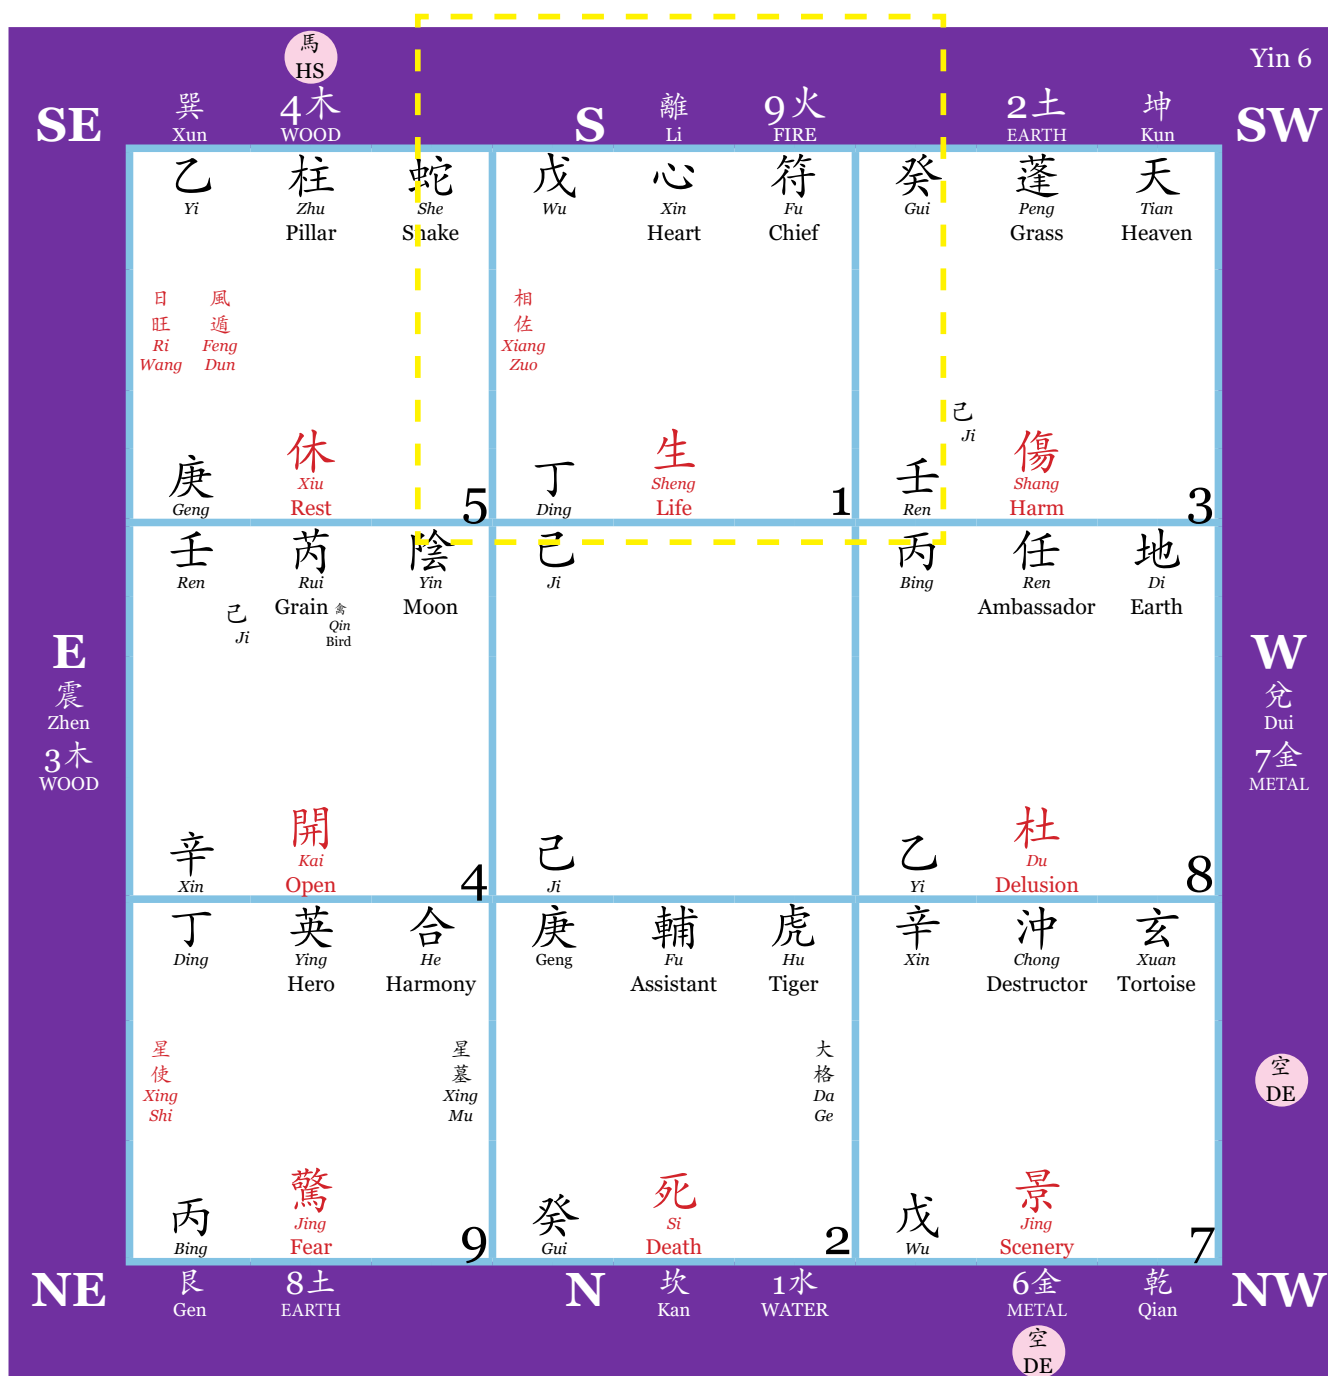 馬
HS
Yin 6
SE
巽
Xun
4木
WOOD
S
離
Li
9火
FIRE
2土
EARTH
坤
Kun
SW
乙
Yi
柱
Zhu
Pillar
蛇
She
Snake
日
旺
Ri
Wang
風
遁
Feng
Dun
庚
Geng
休
Xiu
Rest
5
戊
Wu
心
Xin
Heart
符
Fu
Chief
相
佐
Xiang
Zuo
丁
Ding
生
Sheng
Life
1
癸
Gui
蓬
Peng
Grass
天
Tian
Heaven
己
Ji
壬
Ren
傷
Shang
Harm
3
E
震
Zhen
3木
WOOD
壬
Ren
己
Ji
芮
Rui
Grain
禽
Qin
Bird
陰
Yin
Moon
辛
Xin
開
Kai
Open
4
己
Ji
己
Ji
丙
Bing
任
Ren
Ambassador
地
Di
Earth
乙
Yi
杜
Du
Delusion
8
W
兌
Dui
7金
METAL
丁
Ding
英
Ying
Hero
合
He
Harmony
星
使
Xing
Shi
星
墓
Xing
Mu
丙
Bing
驚
Jing
Fear
9
庚
Geng
輔
Fu
Assistant
虎
Hu
Tiger
大
格
Da
Ge
癸
Gui
死
Si
Death
2
辛
Xin
沖
Chong
Destructor
玄
Xuan
Tortoise
戊
Wu
景
Jing
Scenery
7
空
DE
NE
艮
Gen
8土
EARTH
N
坎
Kan
1水
WATER
6金
METAL
乾
Qian
NW
空
DE